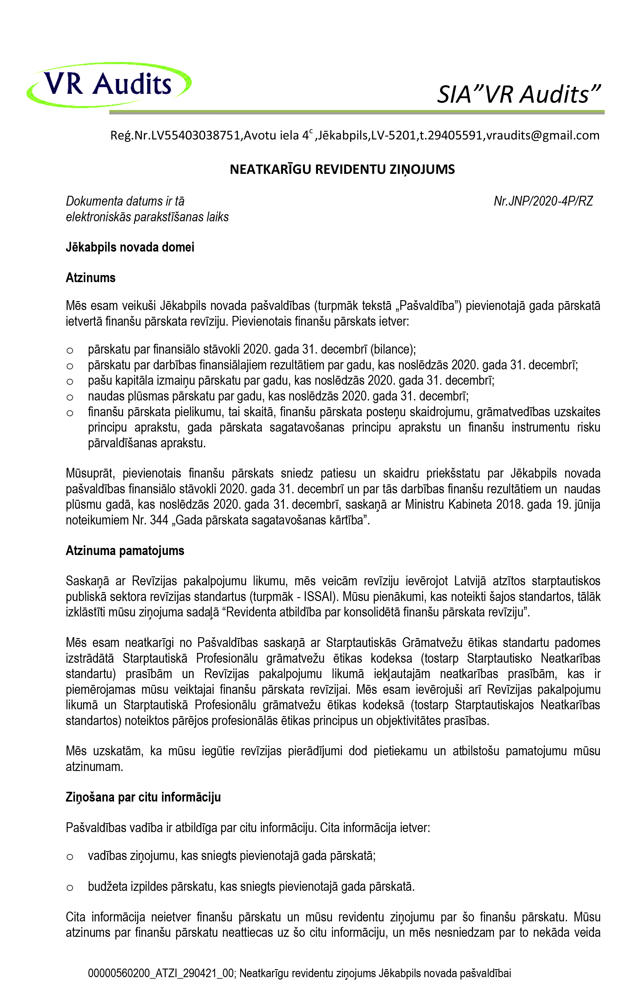 VR Audits
SIA”VR Audits”
Reģ.Nr.LV55403038751,Avotu iela 4c ,Jēkabpils,LV-5201,t.29405591,vraudits@gmail.com
NEATKARĪGU REVIDENTU ZIŅOJUMS
Dokumenta datums ir tā Nr.JNP/2020-4P/RZ
elektroniskās parakstīšanas laiks
Jēkabpils novada domei
Atzinums
Mēs esam veikuši Jēkabpils novada pašvaldības (turpmāk tekstā „Pašvaldība”) pievienotajā gada pārskatā
ietvertā finanšu pārskata revīziju. Pievienotais finanšu pārskats ietver:
o pārskatu par finansiālo stāvokli 2020. gada 31. decembrī (bilance);
o pārskatu par darbības finansiālajiem rezultātiem par gadu, kas noslēdzās 2020. gada 31. decembrī;
o pašu kapitāla izmaiņu pārskatu par gadu, kas noslēdzās 2020. gada 31. decembrī;
o naudas plūsmas pārskatu par gadu, kas noslēdzās 2020. gada 31. decembrī;
o finanšu pārskata pielikumu, tai skaitā, finanšu pārskata posteņu skaidrojumu, grāmatvedības uzskaites
principu aprakstu, gada pārskata sagatavošanas principu aprakstu un finanšu instrumentu risku
pārvaldīšanas aprakstu.
Mūsuprāt, pievienotais finanšu pārskats sniedz patiesu un skaidru priekšstatu par Jēkabpils novada
pašvaldības finansiālo stāvokli 2020. gada 31. decembrī un par tās darbības finanšu rezultātiem un naudas
plūsmu gadā, kas noslēdzās 2020. gada 31. decembrī, saskaņā ar Ministru Kabineta 2018. gada 19. jūnija
noteikumiem Nr. 344 „Gada pārskata sagatavošanas kārtība”.
Atzinuma pamatojums
Saskaņā ar Revīzijas pakalpojumu likumu, mēs veicām revīziju ievērojot Latvijā atzītos starptautiskos
publiskā sektora revīzijas standartus (turpmāk - ISSAI). Mūsu pienākumi, kas noteikti šajos standartos, tālāk
izklāstīti mūsu ziņojuma sadaļā “Revidenta atbildība par konsolidētā finanšu pārskata revīziju”.
Mēs esam neatkarīgi no Pašvaldības saskaņā ar Starptautiskās Grāmatvežu ētikas standartu padomes
izstrādātā Starptautiskā Profesionālu grāmatvežu ētikas kodeksa (tostarp Starptautisko Neatkarības
standartu) prasībām un Revīzijas pakalpojumu likumā iekļautajām neatkarības prasībām, kas ir
piemērojamas mūsu veiktajai finanšu pārskata revīzijai. Mēs esam ievērojuši arī Revīzijas pakalpojumu
likumā un Starptautiskā Profesionālu grāmatvežu ētikas kodeksā (tostarp Starptautiskajos Neatkarības
standartos) noteiktos pārējos profesionālās ētikas principus un objektivitātes prasības.
Mēs uzskatām, ka mūsu iegūtie revīzijas pierādījumi dod pietiekamu un atbilstošu pamatojumu mūsu
atzinumam.
Ziņošana par citu informāciju
Pašvaldības vadība ir atbildīga par citu informāciju. Cita informācija ietver:
o vadības ziņojumu, kas sniegts pievienotajā gada pārskatā;
o budžeta izpildes pārskatu, kas sniegts pievienotajā gada pārskatā.
Cita informācija neietver finanšu pārskatu un mūsu revidentu ziņojumu par šo finanšu pārskatu. Mūsu
atzinums par finanšu pārskatu neattiecas uz šo citu informāciju, un mēs nesniedzam par to nekāda veida
00000560200_ATZI_290421_00; Neatkarīgu revidentu ziņojums Jēkabpils novada pašvaldībai